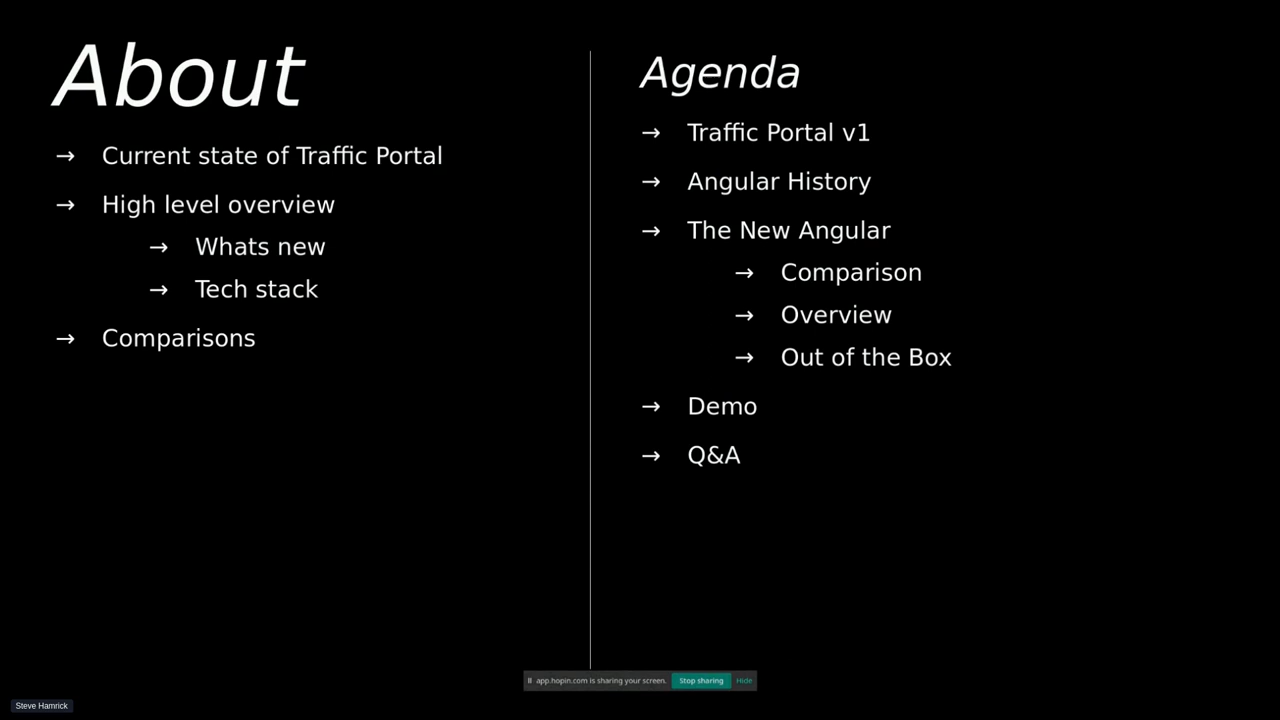 About
→ Current state of Traffic Portal
→ High level overview
→ Whats new
→ Tech stack
→ Comparisons
Agenda
→ Traffic Portal v1
→ Angular History
→ The New Angular
→ Comparison
→ Overview
→ Out of the Box
→ Demo
→ Q&A
app.hopin.com is sharing your screen. Stop sharing Hide
Steve Hamrick